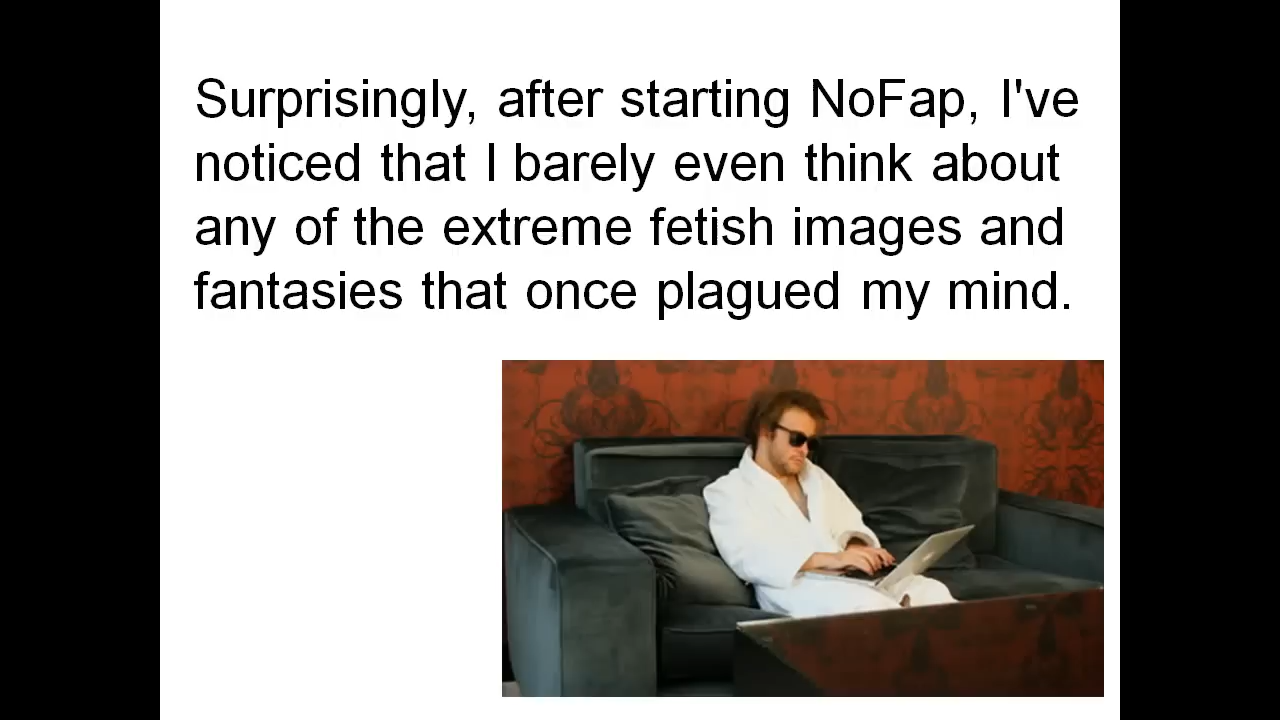 Surprisingly, after starting NoFap, I've
noticed that I barely even think about
any of the extreme fetish images and
fantasies that once plagued my mind.